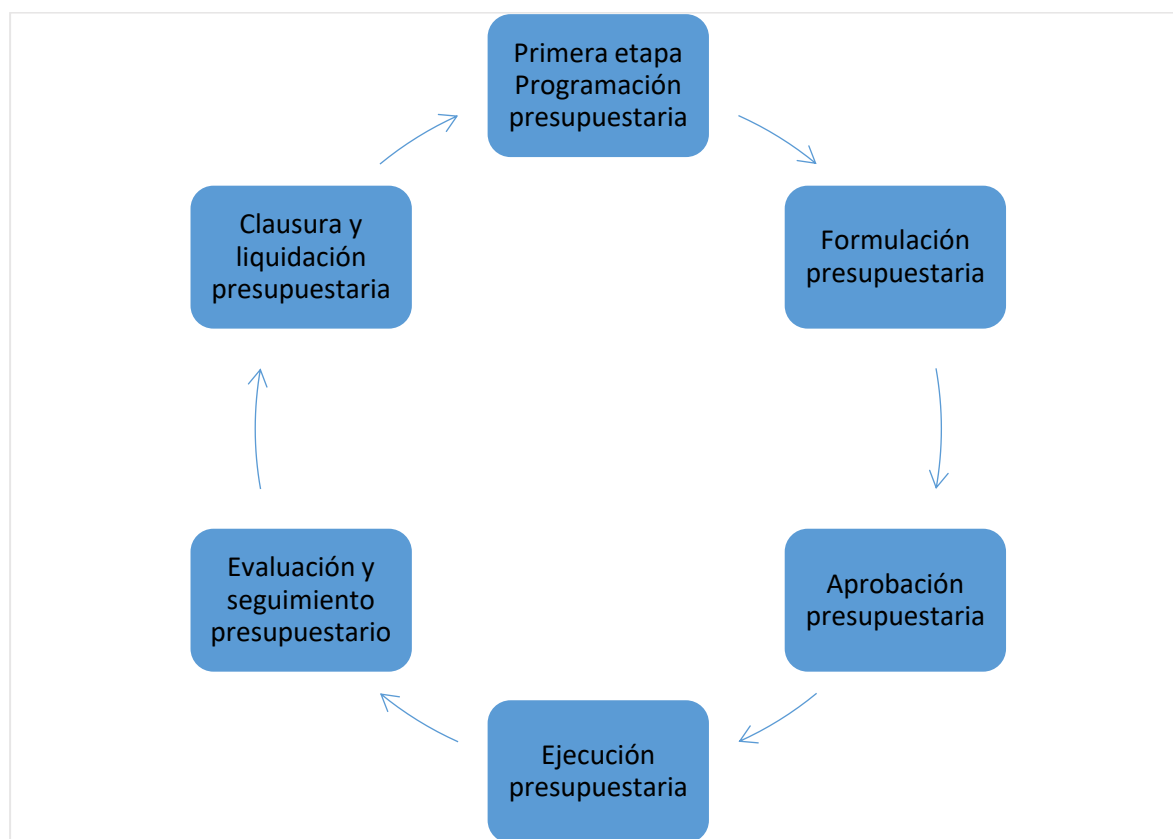 Primera etapa
Programación
presupuestaria
Formulación
presupuestaria
Aprobación
presupuestaria
Ejecución
presupuestaria
Evaluación y
seguimiento
presupuestario
Clausura y
liquidación
presupuestaria